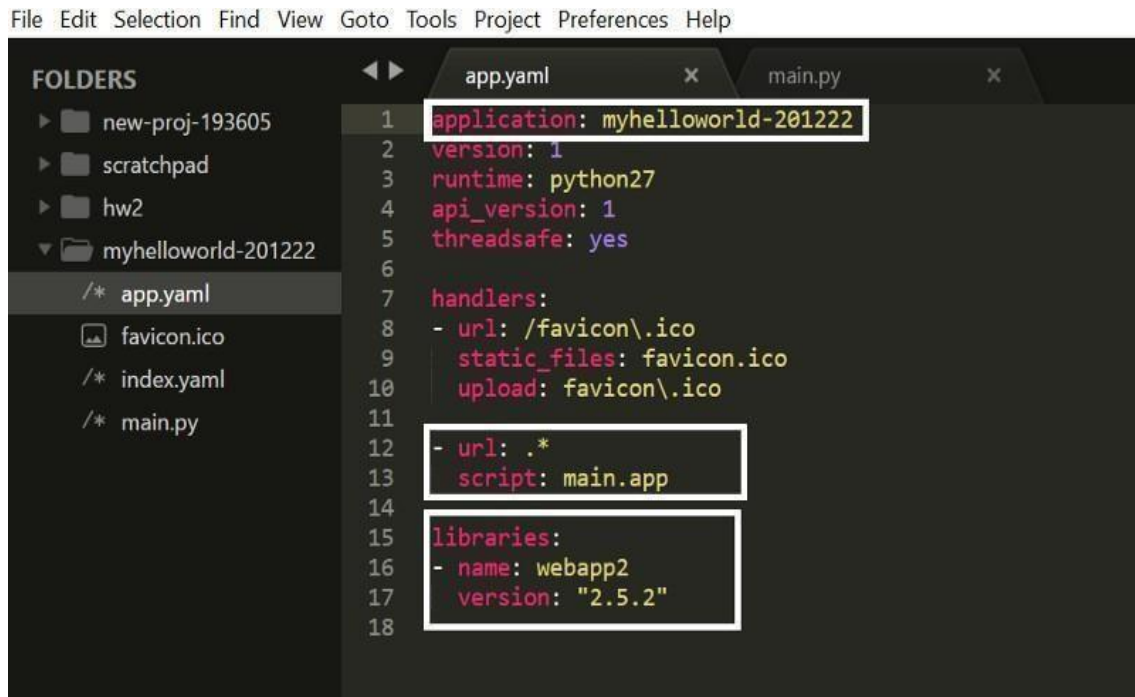 File Edit Selection Find View Goto Tools Project Preferences Help
FOLDERS
new-proj-193605
scratchpad
hw2
myhelloworld-201222
/* app.yaml
favicon.ico
/* index.yaml
/* main.py
app.yaml × main.py ×
1 application: myhelloworld-201222
2 version: 1
3 runtime: python27
4 api_version: 1
5 threadsafe: yes
6
7 handlers:
8 - url: /favicon\.ico
9 static_files: favicon.ico
10 upload: favicon\.ico
11
12 - url: .*
13 script: main.app
14
15 libraries:
16 - name: webapp2
17 version: "2.5.2"
18